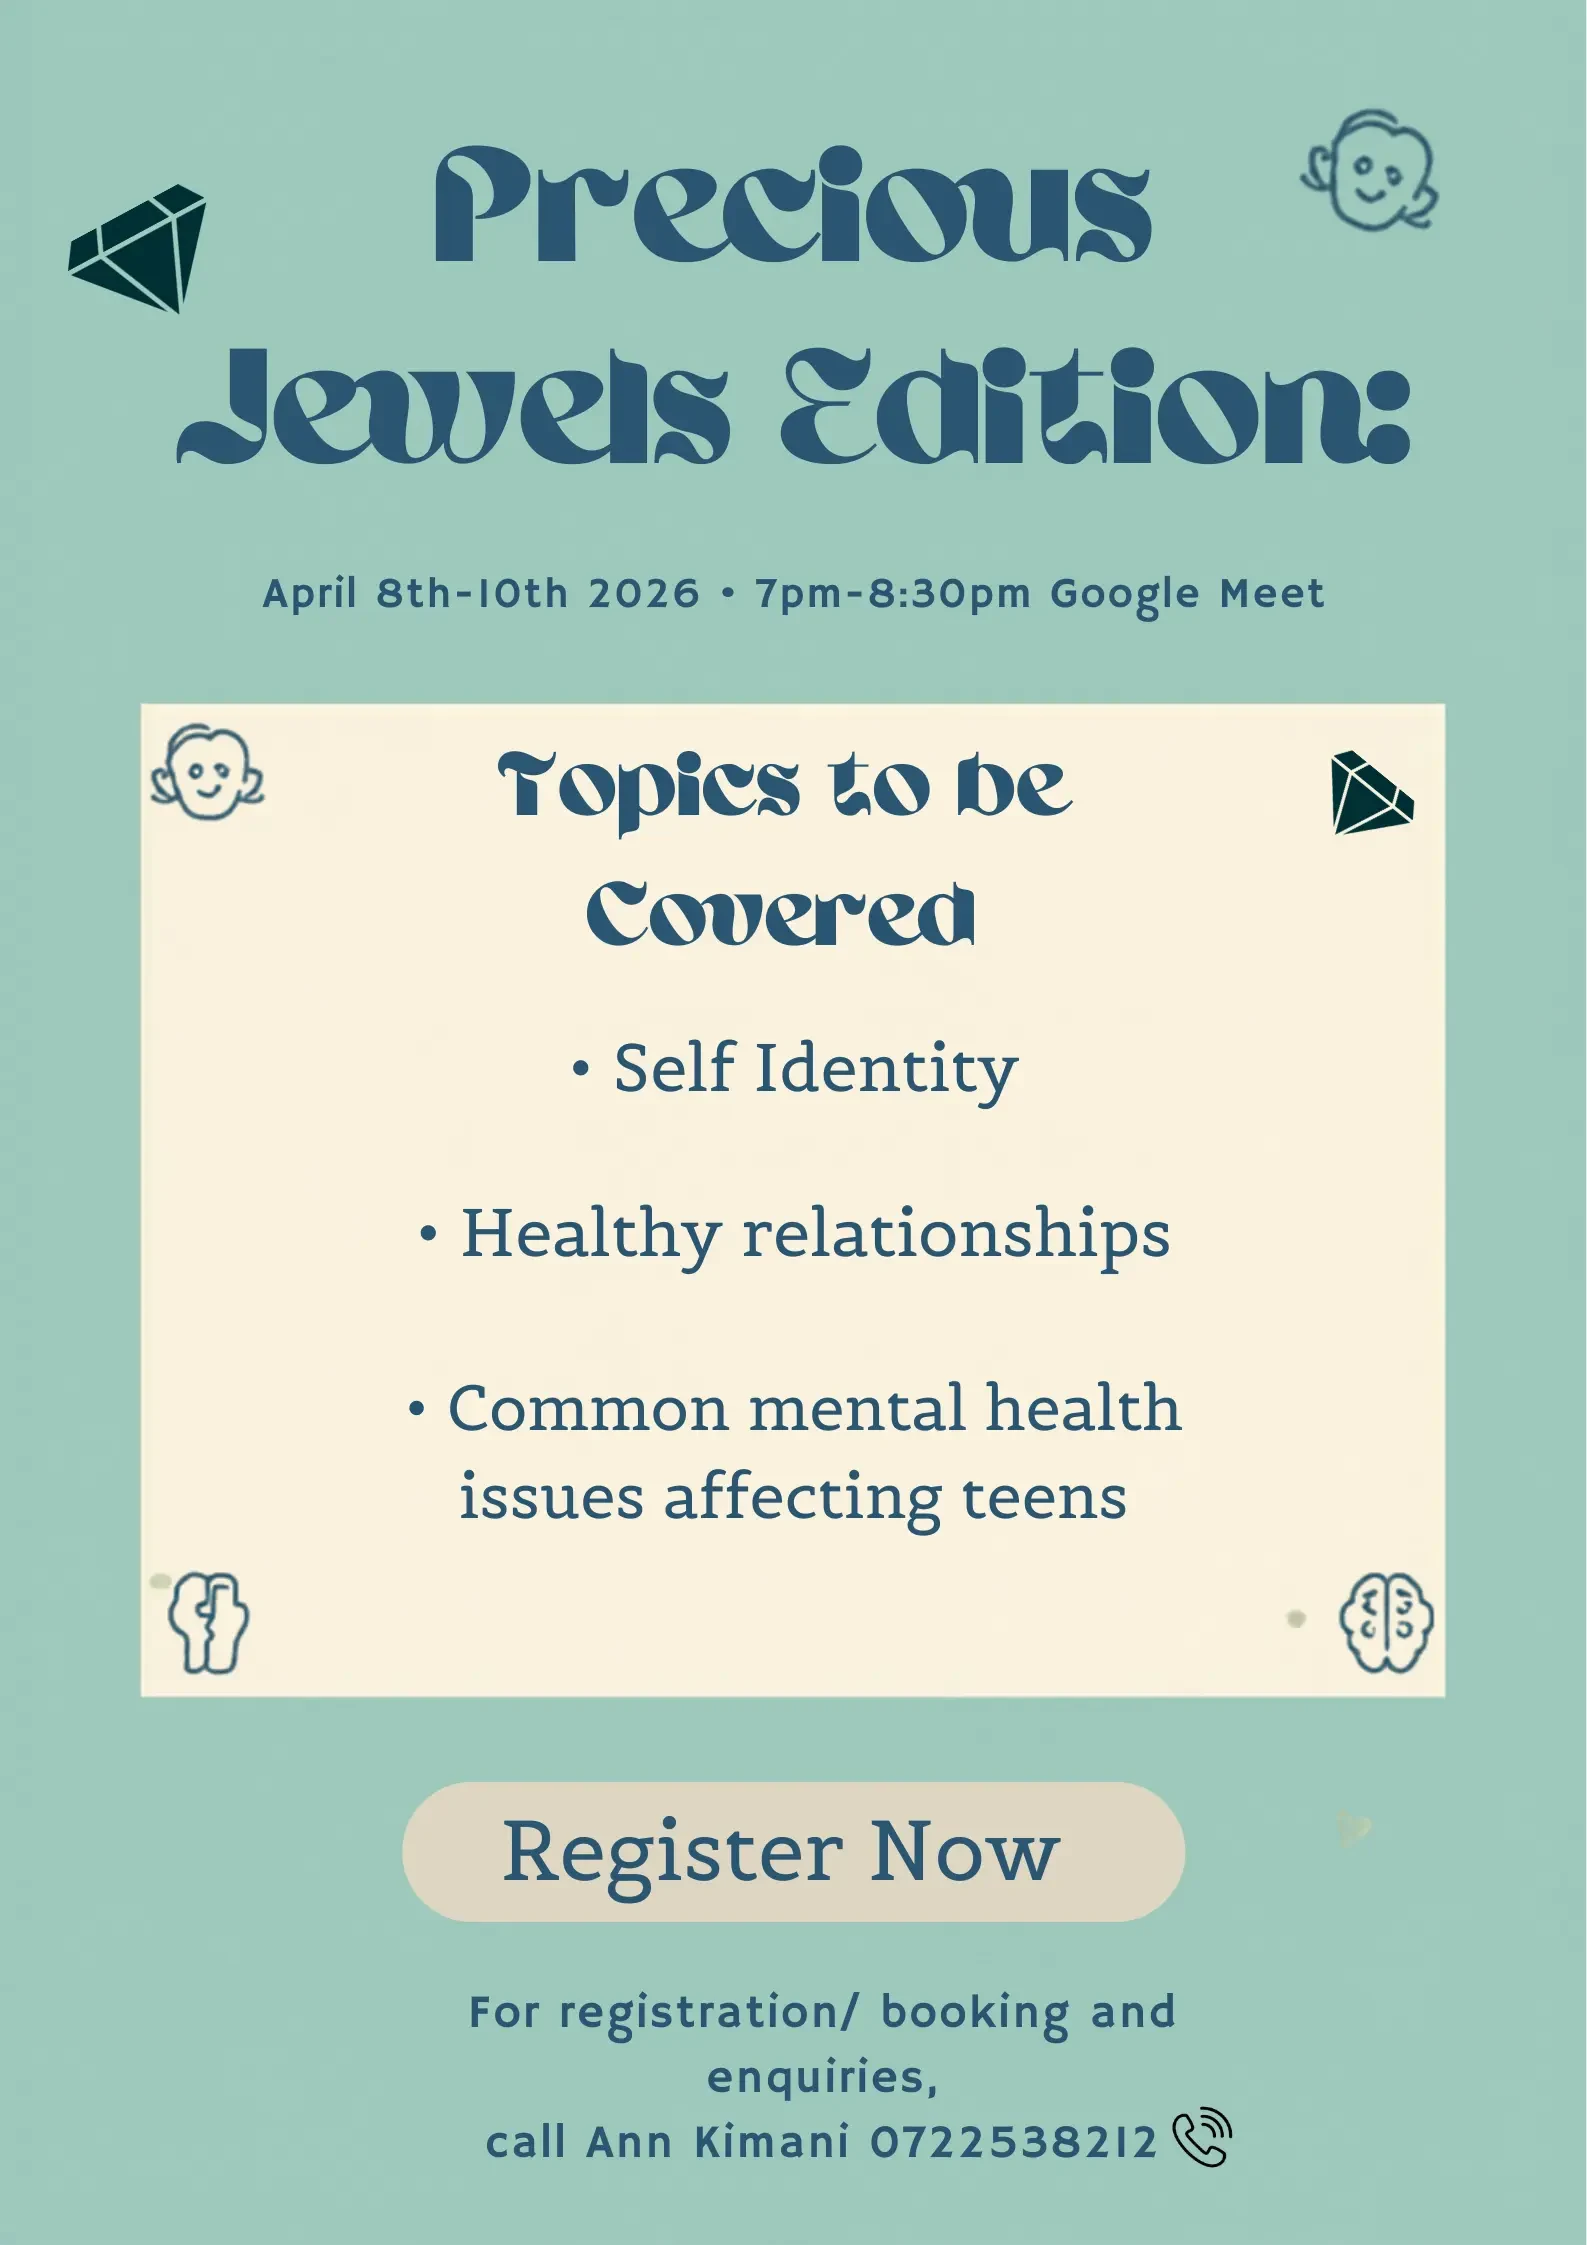 Precious
Jewels Edition:
April 8th-10th 2026 • 7pm-8:30pm Google Meet
Topics to be
Covered
• Self Identity
• Healthy relationships
• Common mental health
issues affecting teens
Register Now
For registration/ booking and
enquiries,
call Ann Kimani 0722538212